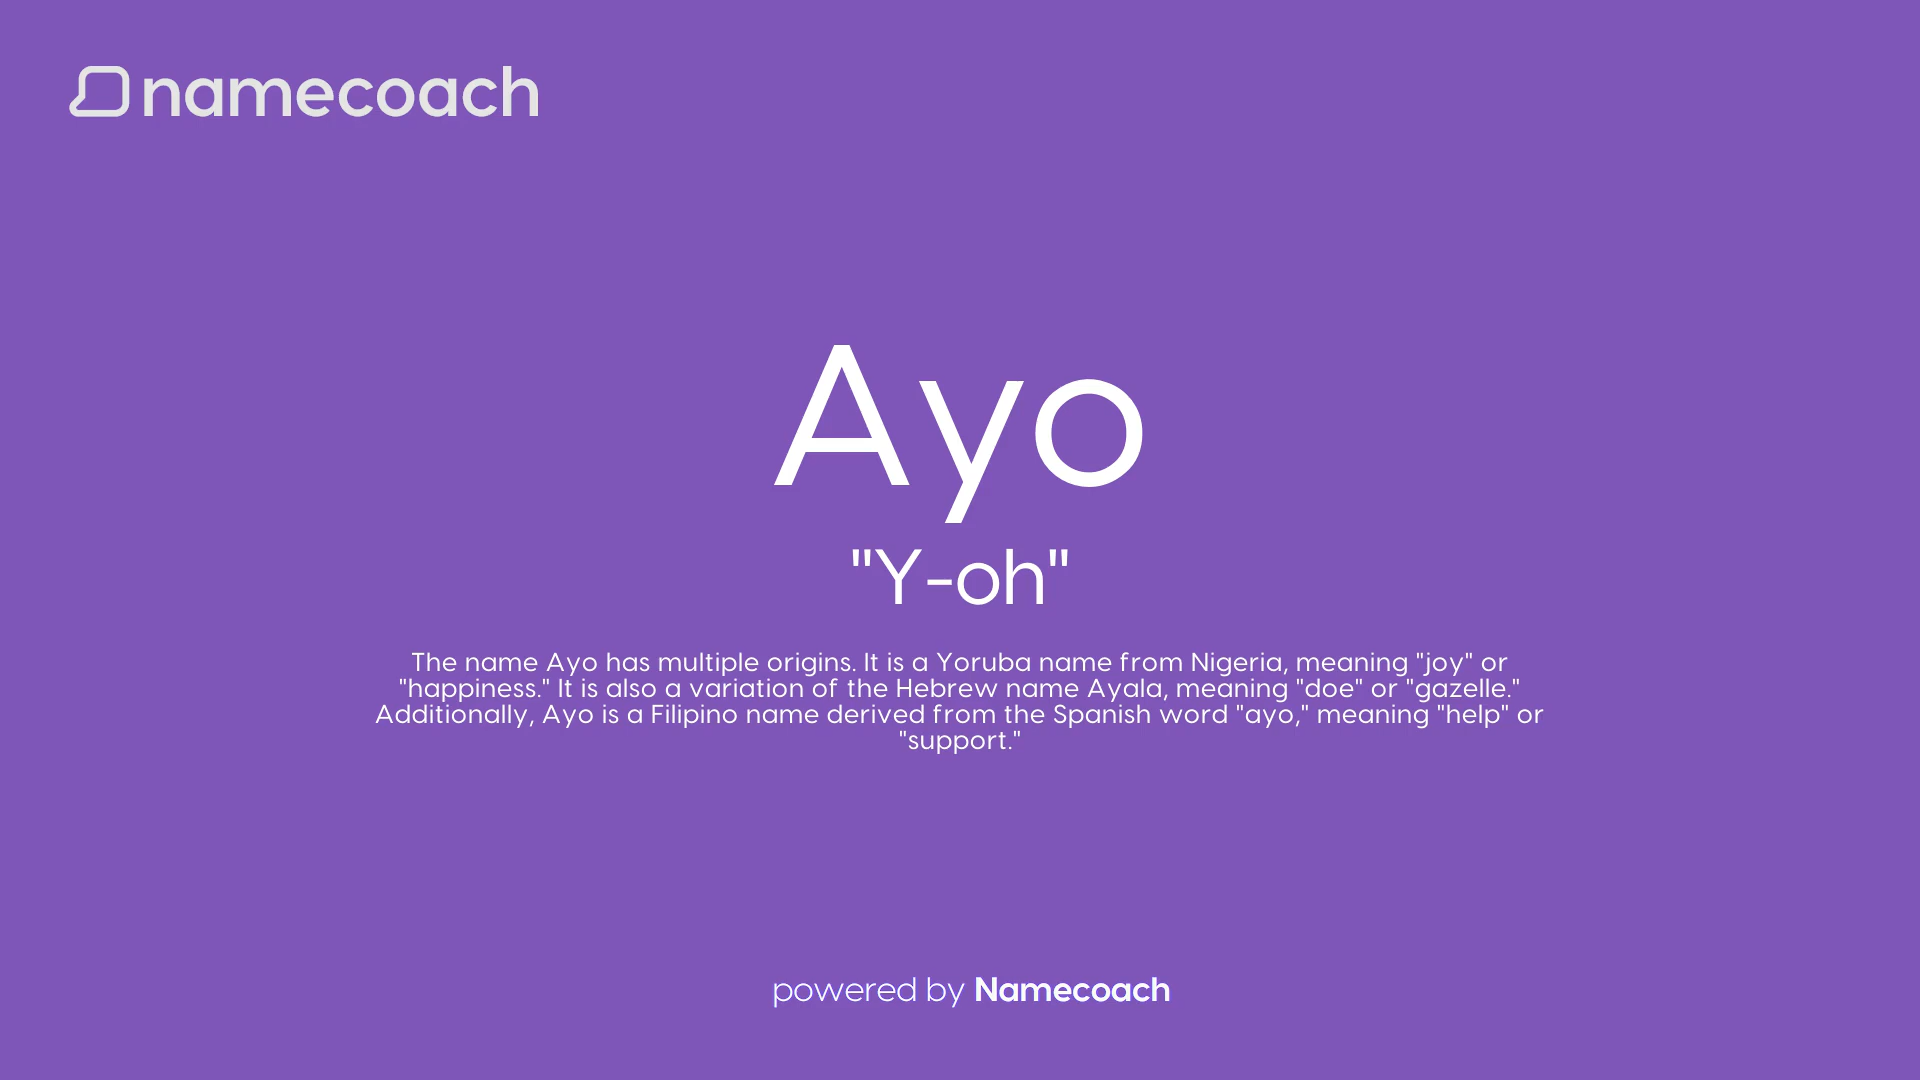 namecoach
Ayo
"Y-oh"
The name Ayo has multiple origins. It is a Yoruba name from Nigeria, meaning "joy" or
"happiness." It is also a variation of the Hebrew name Ayala, meaning "doe" or "gazelle."
Additionally, Ayo is a Filipino name derived from the Spanish word "ayo," meaning "help" or
"support."
powered by Namecoach